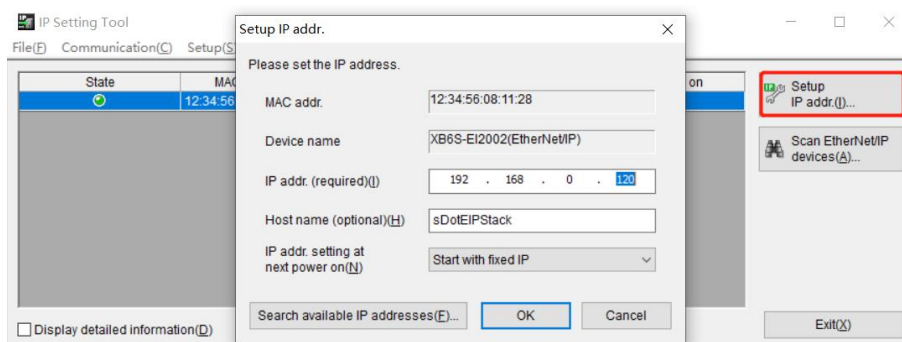 IP Setting Tool
File(F) Communication(C) Setup(S
State MAC on
12:34:56
Setup IP addr.
Please set the IP address.
MAC addr. 12:34:56:08:11:28
Device name XB6S-EI2002(EtherNet/IP)
IP addr. (required)(I) 192 . 168 . 0 . 120
Host name (optional)(H) sDotEIPStack
IP addr. setting at
next power on(N) Start with fixed IP
Search available IP addresses(F)... OK Cancel
Setup
IP addr.(I)...
Scan EtherNet/IP
devices(A)...
Display detailed information(D)
Exit(X)